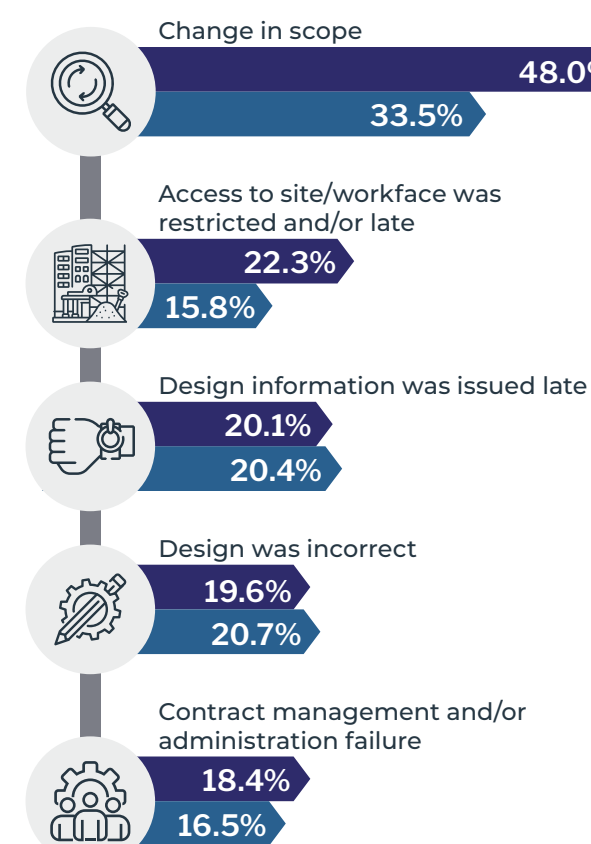 Change in scope
48.0%
33.5%
Access to site/workface was
restricted and/or late
22.3%
15.8%
Design information was issued late
20.1%
20.4%
Design was incorrect
19.6%
20.7%
Contract management and/or
administration failure
18.4%
16.5%